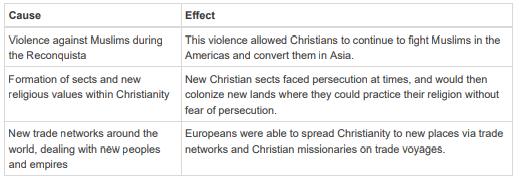 Cause Effect
Violence against Muslims during This violence allowed Christians to continue to fight Muslims in the
the Reconquista Americas and convert them in Asia.
Formation of sects and new New Christian sects faced persecution at times, and would then
religious values within Christianity colonize new lands where they could practice their religion without
fear of persecution.
New trade networks around the Europeans were able to spread Christianity to new places via trade
world, dealing with n̄ēw̄ peoples networks and Christian missionaries ōn̄ trade v̄ōȳāḡēs̄.
and empires